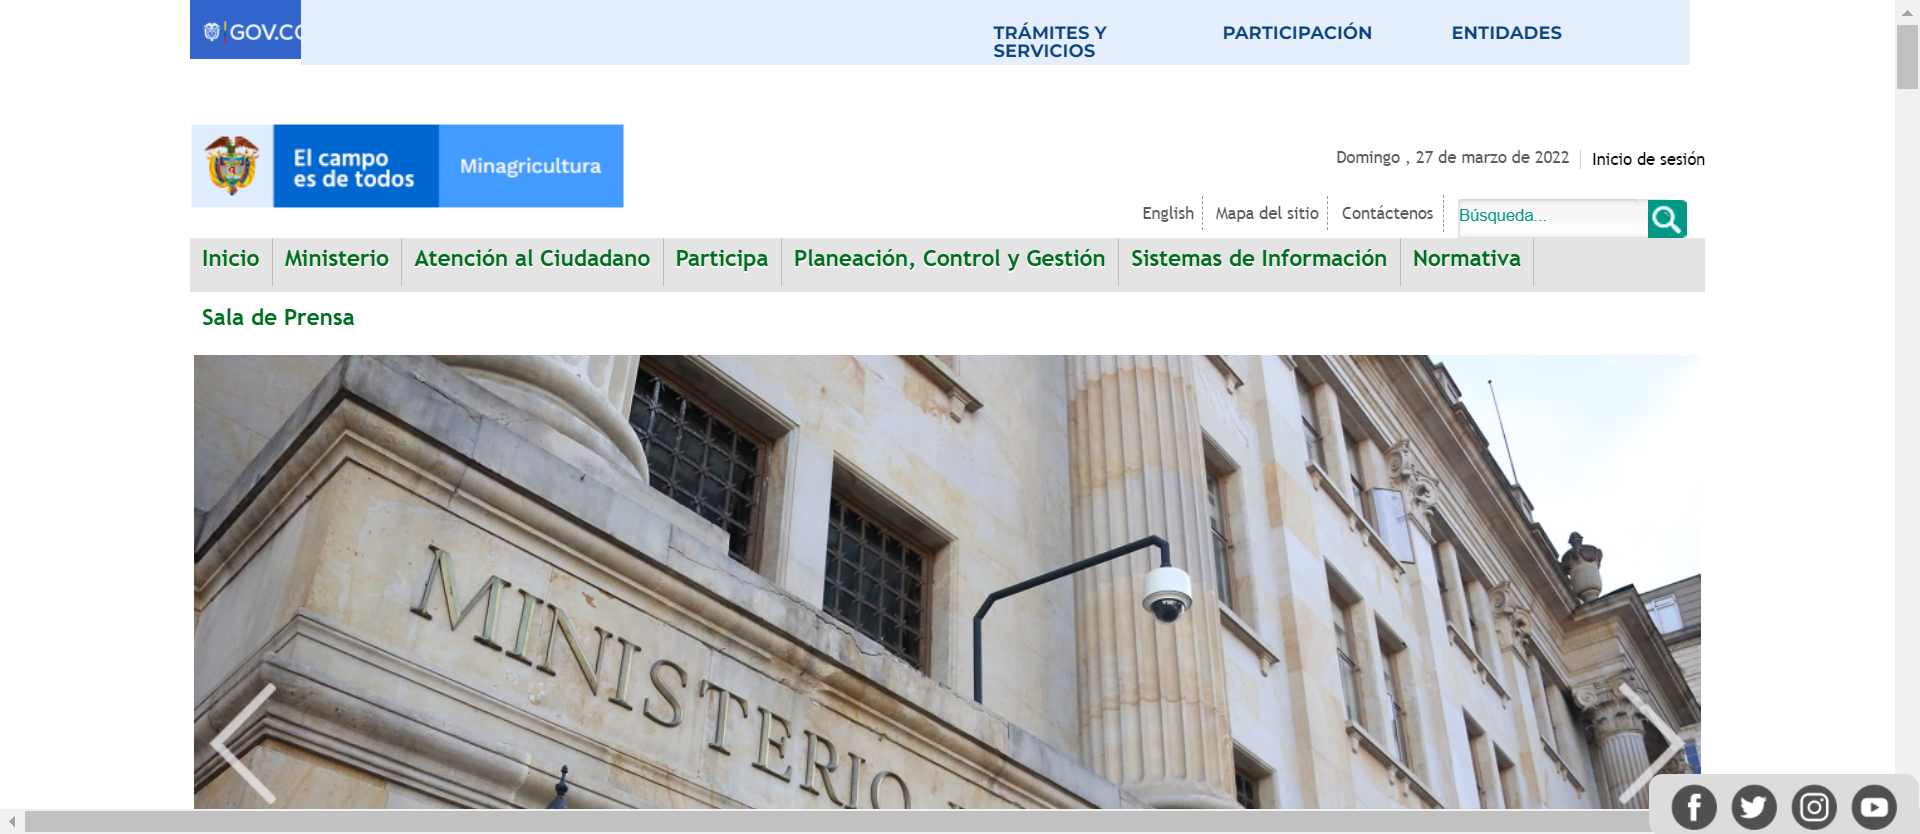 GOV.CO
TRÁMITES Y
SERVICIOS
PARTICIPACIÓN
ENTIDADES
El campo
es de todos
Minagricultura
Domingo , 27 de marzo de 2022
Inicio de sesión
English
Mapa del sitio
Contáctenos
Búsqueda...
Inicio
Ministerio
Atención al Ciudadano
Participa
Planeación, Control y Gestión
Sistemas de Información
Normativa
Sala de Prensa
MINISTERIO